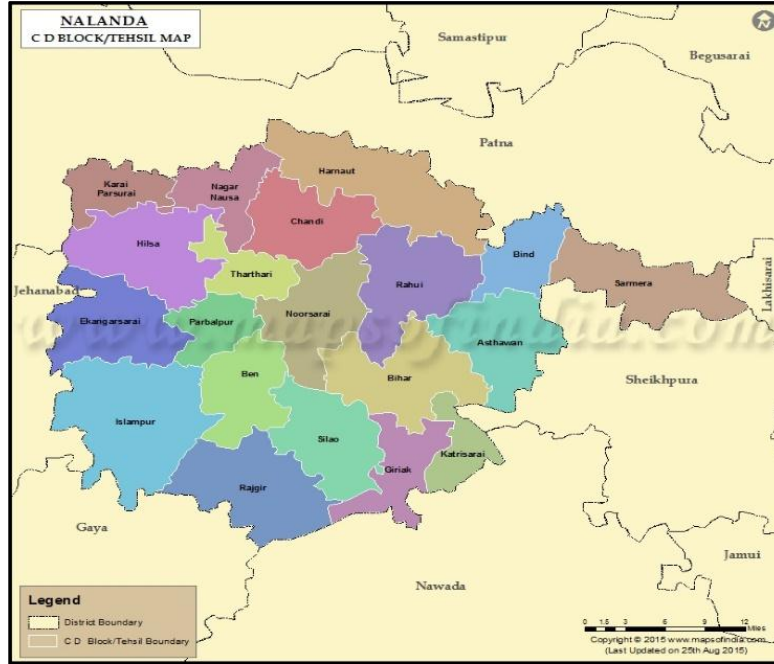 NALANDA
C D BLOCK/TEHSIL MAP
N
Samastipur
Begusarai
Patna
Harnaut
Karai
Parsurai
Nagar
Nausa
Chandi
Hilsa
Bind
Tharthari
Rahui
Sarmera
Lakhisarai
Jehanabad
Ekangarsarai
Parbalpur
Noorsarai
www.mapsofindia.com
Asthawan
Ben
Bihar
Sheikhpura
Islampur
Silao
Katrisarai
Giriak
Rajgir
Gaya
Jamui
Nawada
Legend
District Boundary
C D Block/Tehsil Boundary
0 1.5 3 6 9 12
Miles
Copyright © 2015 www.mapsofindia.com
(Last Updated on 25th Aug 2015)